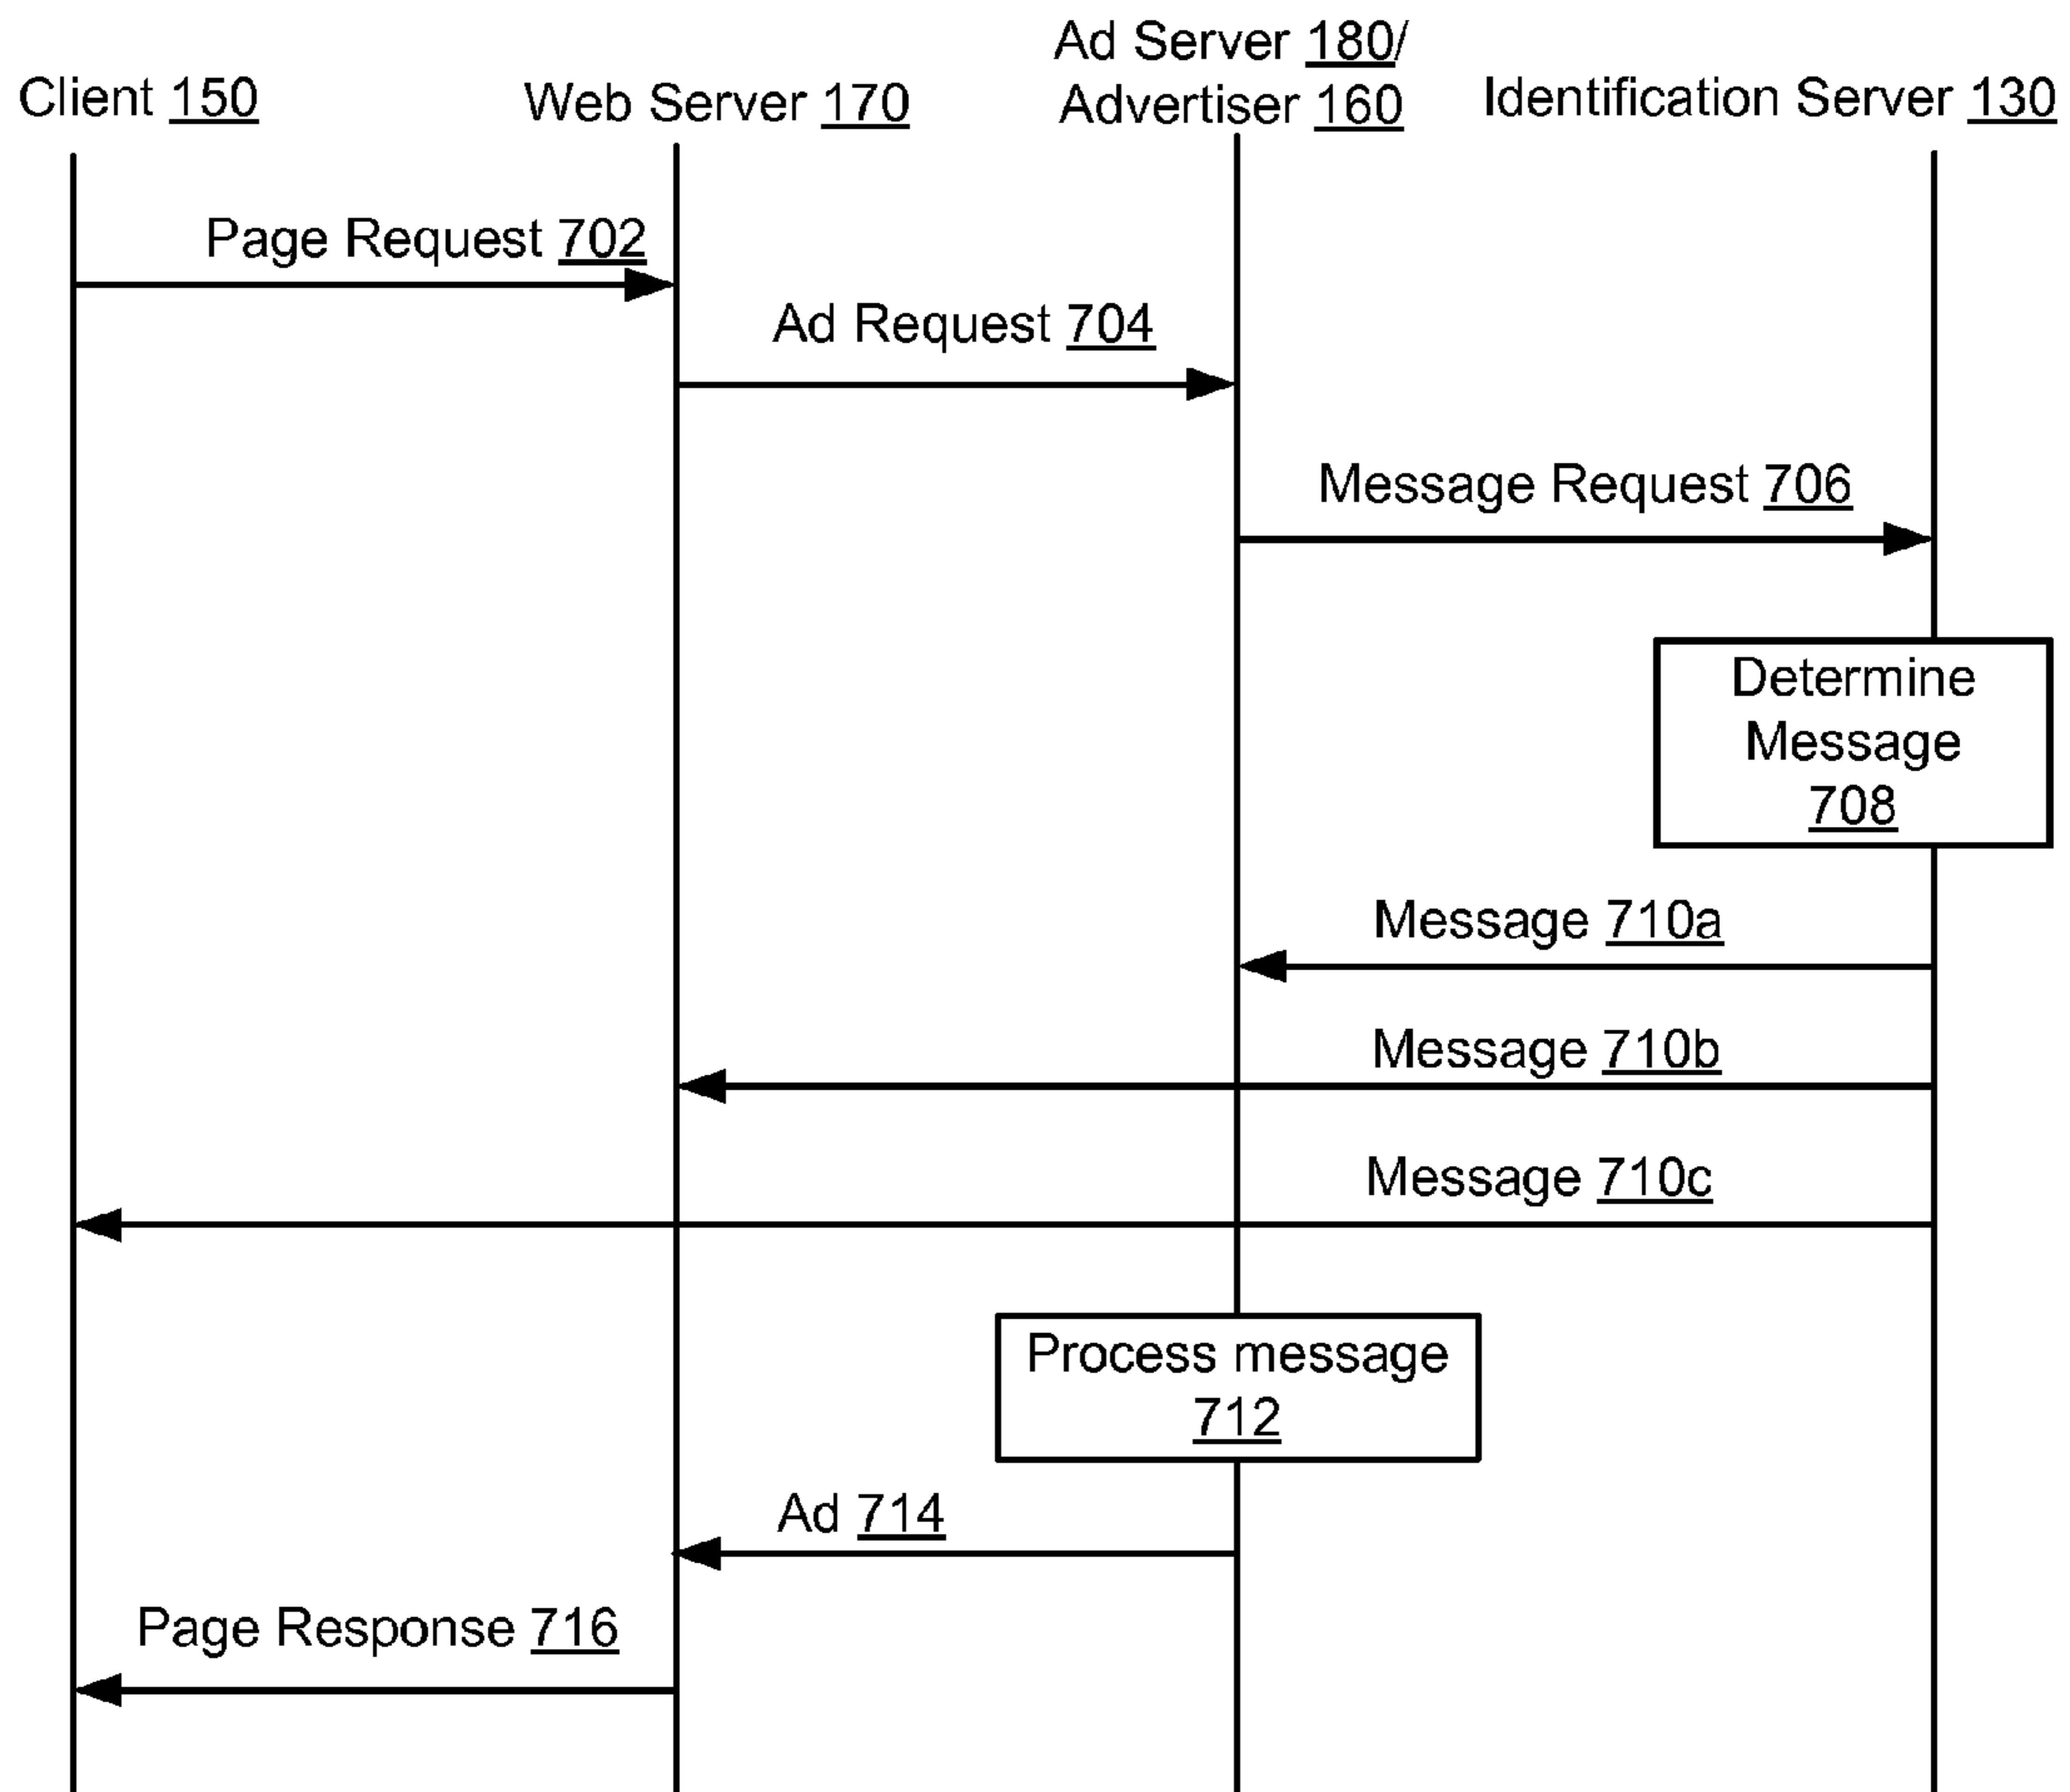 Client 150
Web Server 170
Ad Server 180/
Advertiser 160
Identification Server 130
Page Request 702
Ad Request 704
Message Request 706
Determine
Message
708
Message 710a
Message 710b
Message 710c
Process message
712
Ad 714
Page Response 716